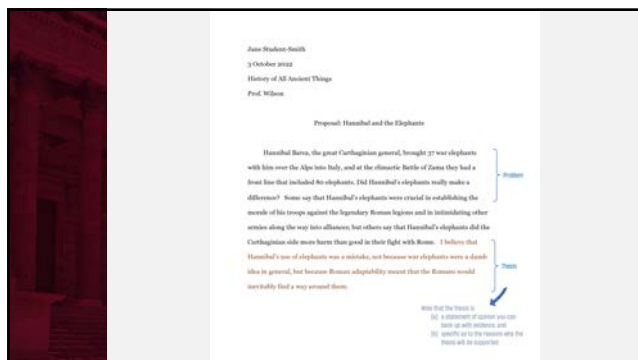 Jane Student-Smith
3 October 2022
History of All Ancient Things
Prof. Wilson
Proposal: Hannibal and the Elephants
Hannibal Barca, the great Carthaginian general, brought 37 war elephants
with him over the Alps into Italy, and at the climactic Battle of Zama they had a
front line that included 80 elephants. Did Hannibal's elephants really make a
difference? Some say that Hannibal's elephants were crucial in establishing the
morale of his troops against the legendary Roman legions and in intimidating other
armies along the way into alliances; but others say that Hannibal's elephants did the
Carthaginian side more harm than good in their fight with Rome. I believe that
Hannibal's use of elephants was a mistake, not because war elephants were a dumb
idea in general, but because Roman adaptability meant that the Romans would
inevitably find a way around them.
Problem
Thesis
Note that the thesis is
(a) a statement of opinion you can
back up with evidence, and
(b) specific as to the reasons why the
thesis will be supported